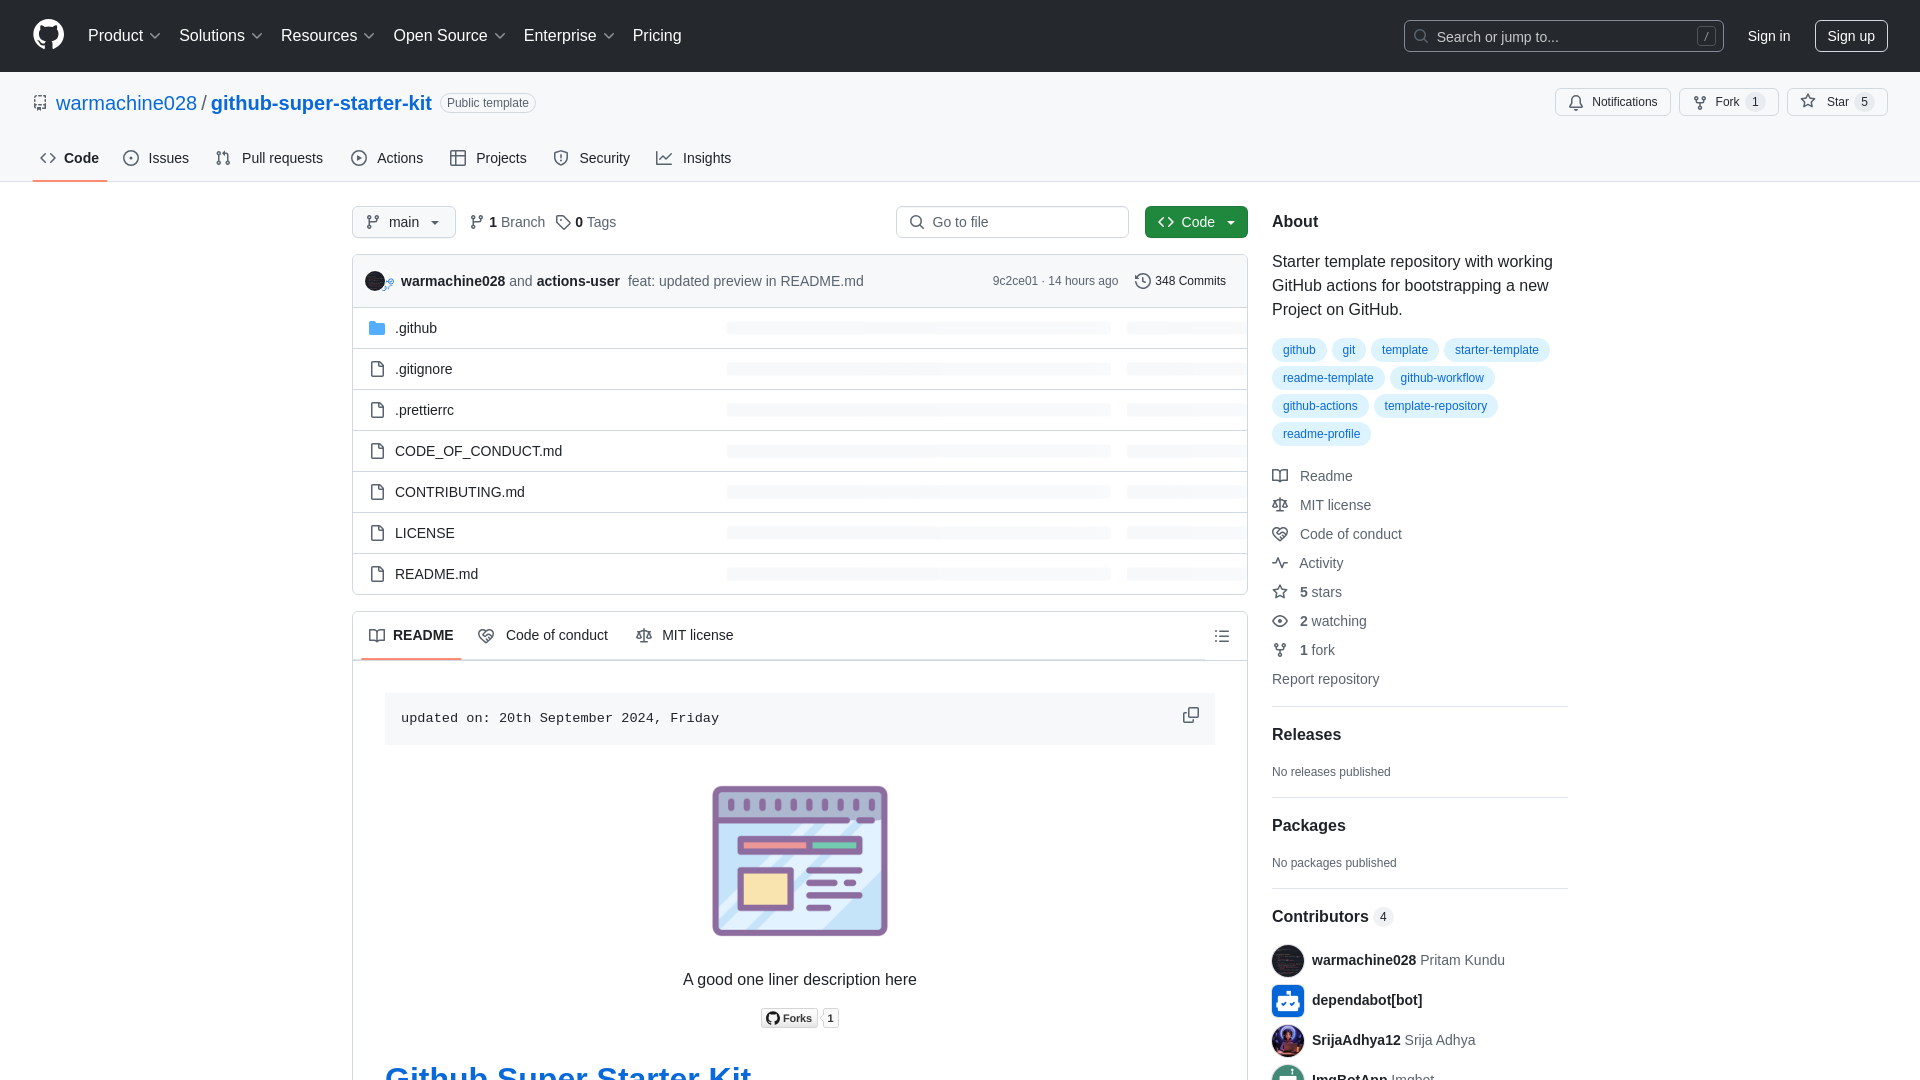 Product
Solutions
Resources
Open Source
Enterprise
Pricing
Search or jump to...
/
Sign in
Sign up
warmachine028 / github-super-starter-kit
Public template
Notifications
Fork 1
Star 5
Code
Issues
Pull requests
Actions
Projects
Security
Insights
main
1 Branch
0 Tags
Go to file
Code
warmachine028 and actions-user feat: updated preview in README.md
9c2ce01 · 14 hours ago
348 Commits
.github
.gitignore
.prettierrc
CODE_OF_CONDUCT.md
CONTRIBUTING.md
LICENSE
README.md
README
Code of conduct
MIT license
updated on: 20th September 2024, Friday
A good one liner description here
Forks 1
Github Super Starter Kit
About
Starter template repository with working
GitHub actions for bootstrapping a new
Project on GitHub.
github git template starter-template
readme-template github-workflow
github-actions template-repository
readme-profile
Readme
MIT license
Code of conduct
Activity
5 stars
2 watching
1 fork
Report repository
Releases
No releases published
Packages
No packages published
Contributors 4
warmachine028 Pritam Kundu
dependabot[bot]
SrijaAdhya12 Srija Adhya
ImgBotApp Imgbot